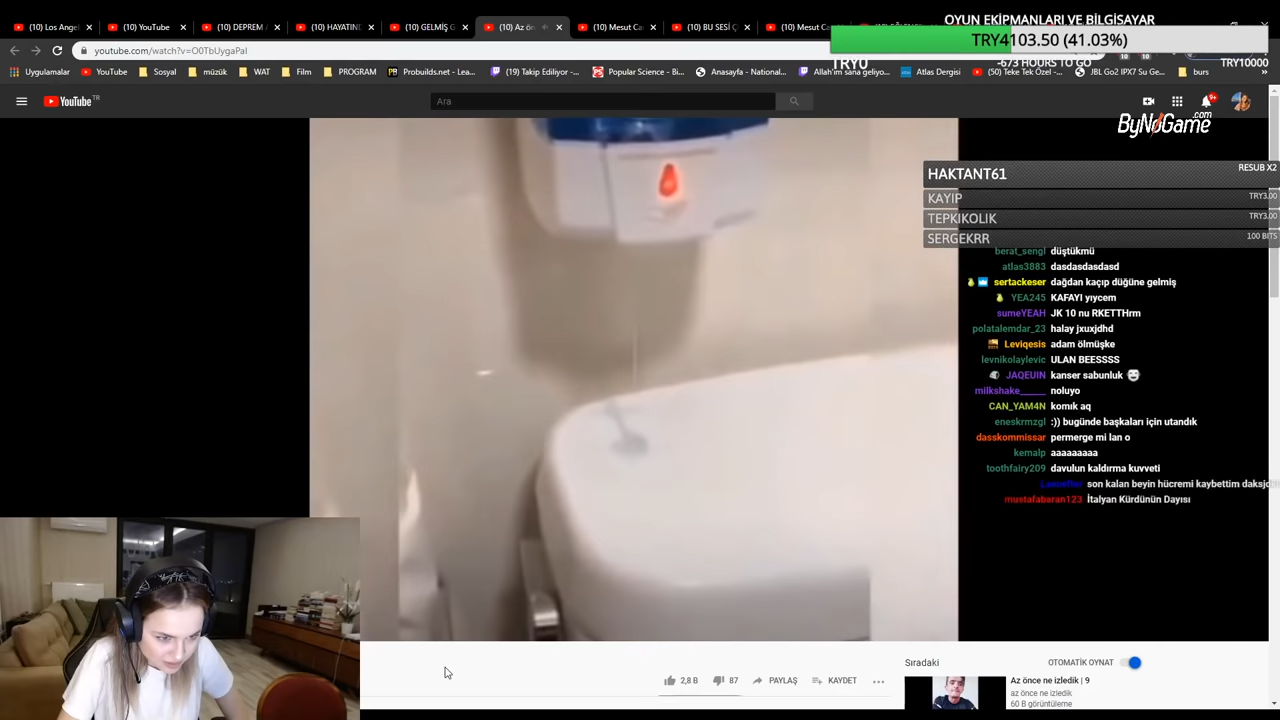 OYUN EKİPMANLARI VE BİLGİSAYAR
(10) Los Angel
(10) YouTube
(10) DEPREM A
(10) HAYATIND
(10) GELMİŞ G
(10) Az ön
(10) Mesut Ca
(10) BU SESİ Ç
(10) Mesut Ca
TRY4103.50 (41.03%)
youtube.com/watch?v=O0TbUygaPaI
-673 HOURS TO GO
TRY0
TRY10000
Uygulamalar
YouTube
Sosyal
müzük
WAT
Film
PROGRAM
Probuilds.net - Lea...
(19) Takip Ediliyor -...
Popular Science - Bi...
Anasayfa - National...
Allah'ım sana geliyo...
Atlas Dergisi
(50) Teke Tek Özel -...
JBL Go2 IPX7 Su Ge...
burs
YouTube TR
Ara
9+
ByNoGame.com
HAKTANT61 RESUB X2
KAYIP TRY3.00
TEPKIKOLIK TRY3.00
SERGEKRR 100 BITS
berat_sengl düştükmü
atlas3883 dasdasdasdasd
sertackeser dağdan kaçıp düğüne gelmiş
YEA245 KAFAYI yıycem
sumeYEAH JK 10 nu RKETTHrm
polatalemdar_23 halay jxuxjdhd
Leviqesis adam ölmüşke
levnikolaylevic ULAN BEESSSS
JAQEUIN kanser sabunluk
milkshake______ noluyo
CAN_YAM4N komık aq
eneskrmzgl :)) bugünde başkaları için utandık
dasskommissar permerge mi lan o
kemalp aaaaaaaaa
toothfairy209 davulun kaldırma kuvveti
son kalan beyin hücremi kaybettim daksjo
mustafabaran123 İtalyan Kürdünün Dayısı
Sıradaki
OTOMATİK OYNAT
2,8 B
87
PAYLAŞ
KAYDET
Az önce ne izledik | 9
az önce ne izledik
60 B görüntüleme